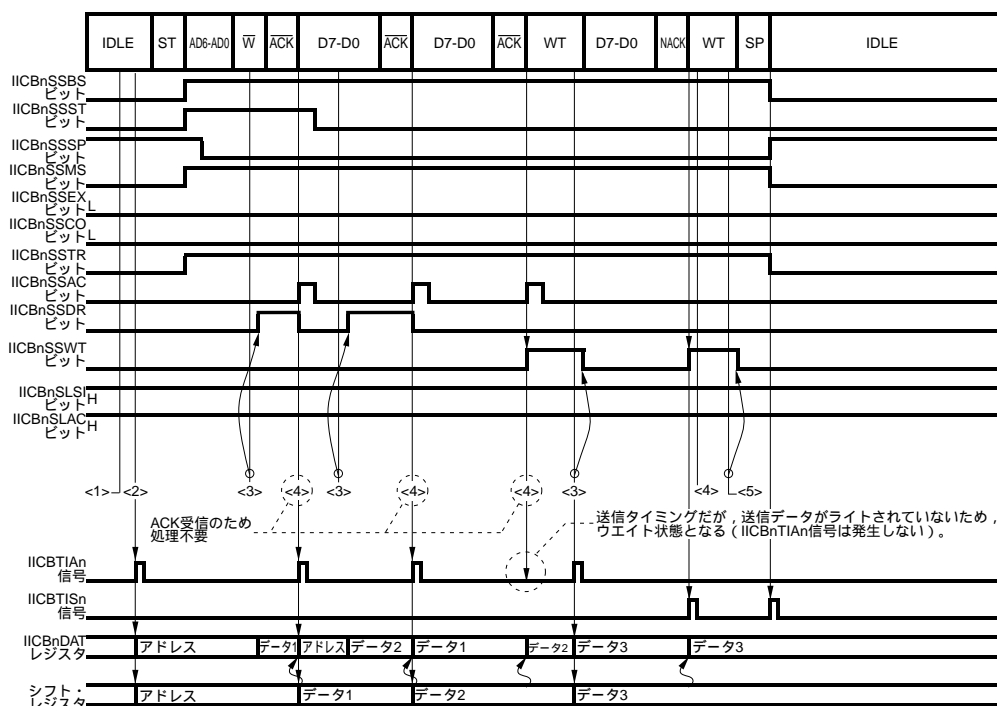 IDLE ST AD6-AD0 W ACK D7-D0 ACK D7-D0 ACK WT D7-D0 NACK WT SP IDLE
IICBnSSBS
ビット
IICBnSSST
ビット
IICBnSSSP
ビット
IICBnSSMS
ビット
IICBnSSEX
ビット L
IICBnSSCO
ビット L
IICBnSSTR
ビット
IICBnSSAC
ビット
IICBnSSDR
ビット
IICBnSSWT
ビット
IICBnSLSI
ビット H
IICBnSLAC
ビット H
<1> <2> <3> <4> <3> <4> <4> <3> <4> <5>
ACK受信のため
処理不要
送信タイミングだが，送信データがライトされていないため，
ウエイト状態となる（IICBnTIAn信号は発生しない）。
IICBTIAn
信号
IICBTISn
信号
IICBnDAT
レジスタ
アドレス データ1 アドレス データ2 データ1 データ2 データ3 データ3
シフト・
レジスタ
アドレス データ1 データ2 データ3